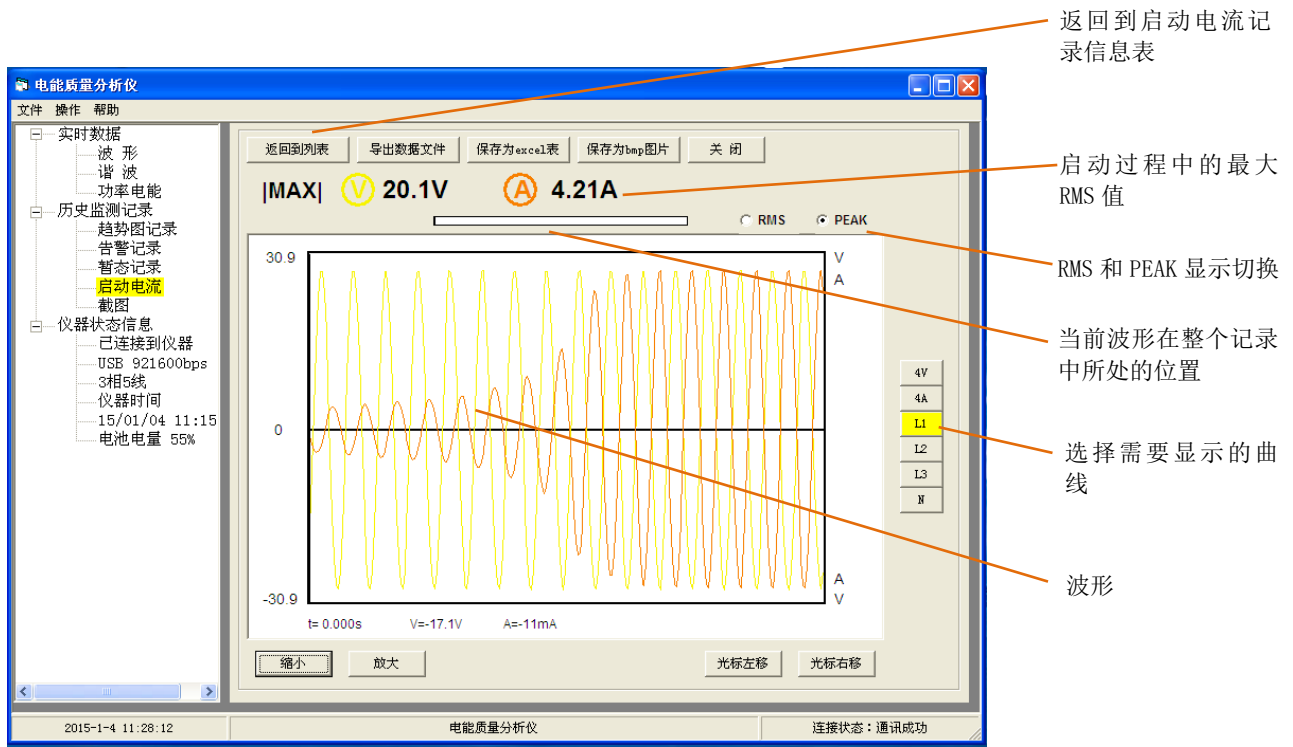 返回到启动电流记
录信息表
电能质量分析仪
文件 操作 帮助
实时数据
波 形
谐 波
功率电能
历史监测记录
趋势图记录
告警记录
暂态记录
启动电流
截图
仪器状态信息
已连接到仪器
USB 921600bps
3相5线
仪器时间
15/01/04 11:15
电池电量 55%
返回到列表 导出数据文件 保存为excel表 保存为bmp图片 关 闭
|MAX| V 20.1V A 4.21A
RMS PEAK
启动过程中的最大
RMS 值
RMS 和 PEAK 显示切换
当前波形在整个记录
中所处的位置
选择需要显示的曲
线
波形
30.9 V
A
0
A
-30.9 V
t= 0.000s V=-17.1V A=-11mA
4V
4A
L1
L2
L3
N
缩小 放大 光标左移 光标右移
2015-1-4 11:28:12 电能质量分析仪 连接状态：通讯成功